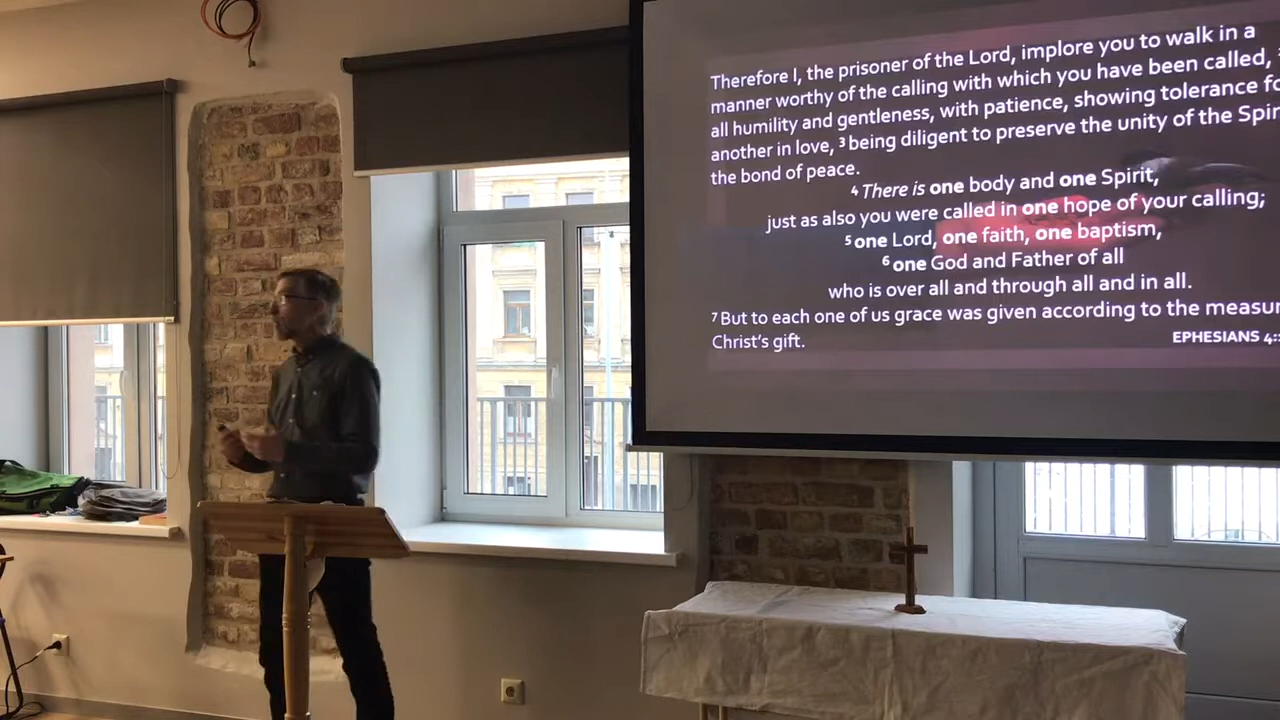 Therefore I, the prisoner of the Lord, implore you to walk in a
manner worthy of the calling with which you have been called,
all humility and gentleness, with patience, showing tolerance
another in love, 3 being diligent to preserve the unity of the
the bond of peace.
4 There is one body and one Spirit,
just as also you were called in one hope of your calling;
5 one Lord, one faith, one baptism,
6 one God and Father of all
who is over all and through all and in all.
7 But to each one of us grace was given according to the
Christ's gift.
EPHESIANS 4: